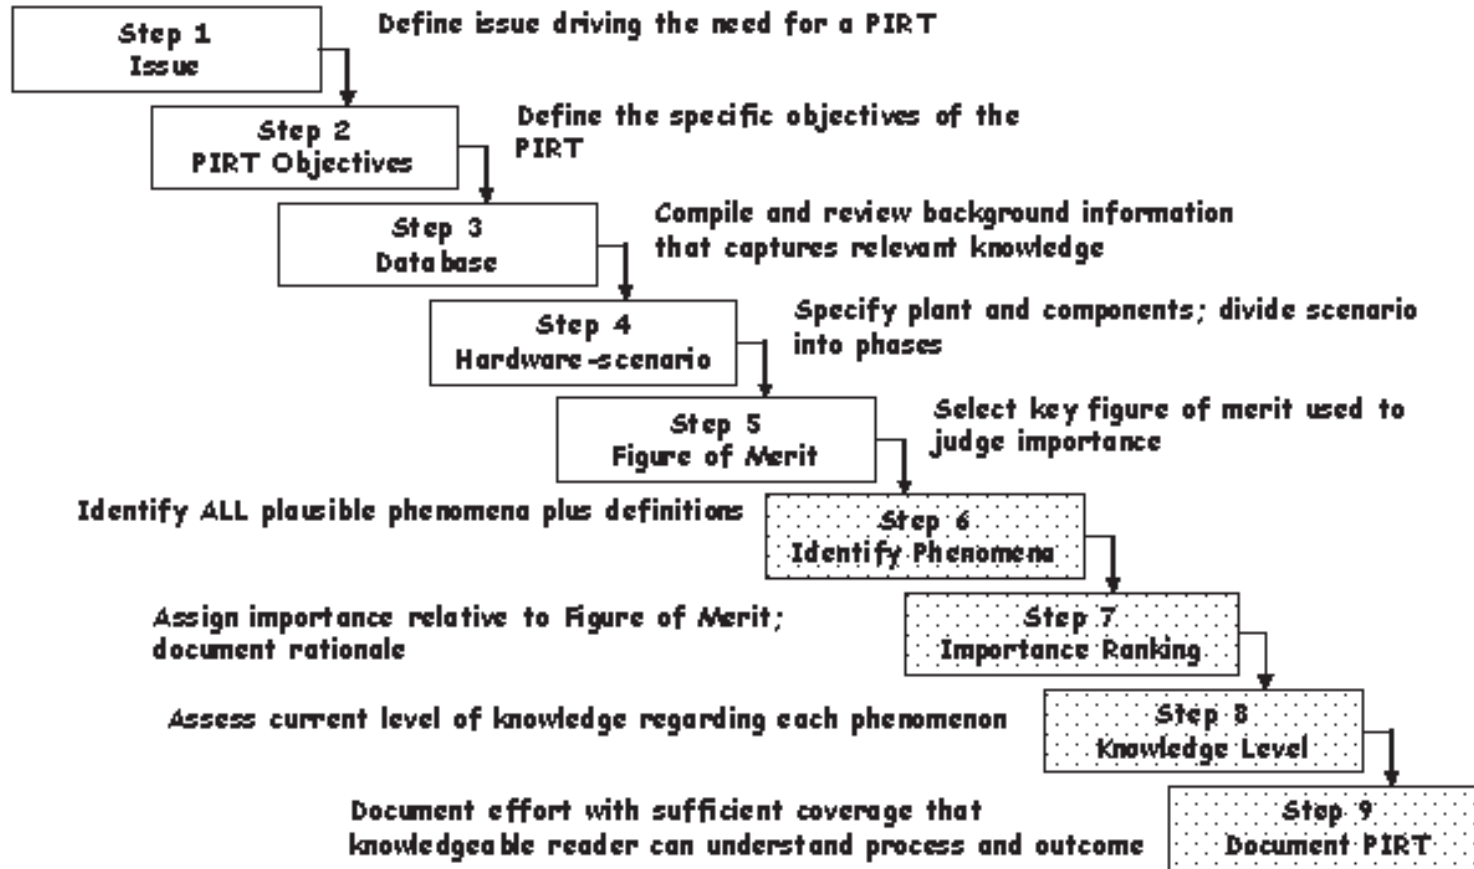 Step 1
Issue
Define issue driving the need for a PIRT
Step 2
PIRT Objectives
Define the specific objectives of the
PIRT
Step 3
Database
Compile and review background information
that captures relevant knowledge
Step 4
Hardware-scenario
Specify plant and components; divide scenario
into phases
Step 5
Figure of Merit
Select key figure of merit used to
judge importance
Identify ALL plausible phenomena plus definitions
Step 6
Identify Phenomena
Assign importance relative to Figure of Merit;
document rationale
Step 7
Importance Ranking
Assess current level of knowledge regarding each phenomenon
Step 8
Knowledge Level
Document effort with sufficient coverage that
knowledgeable reader can understand process and outcome
Step 9
Document PIRT